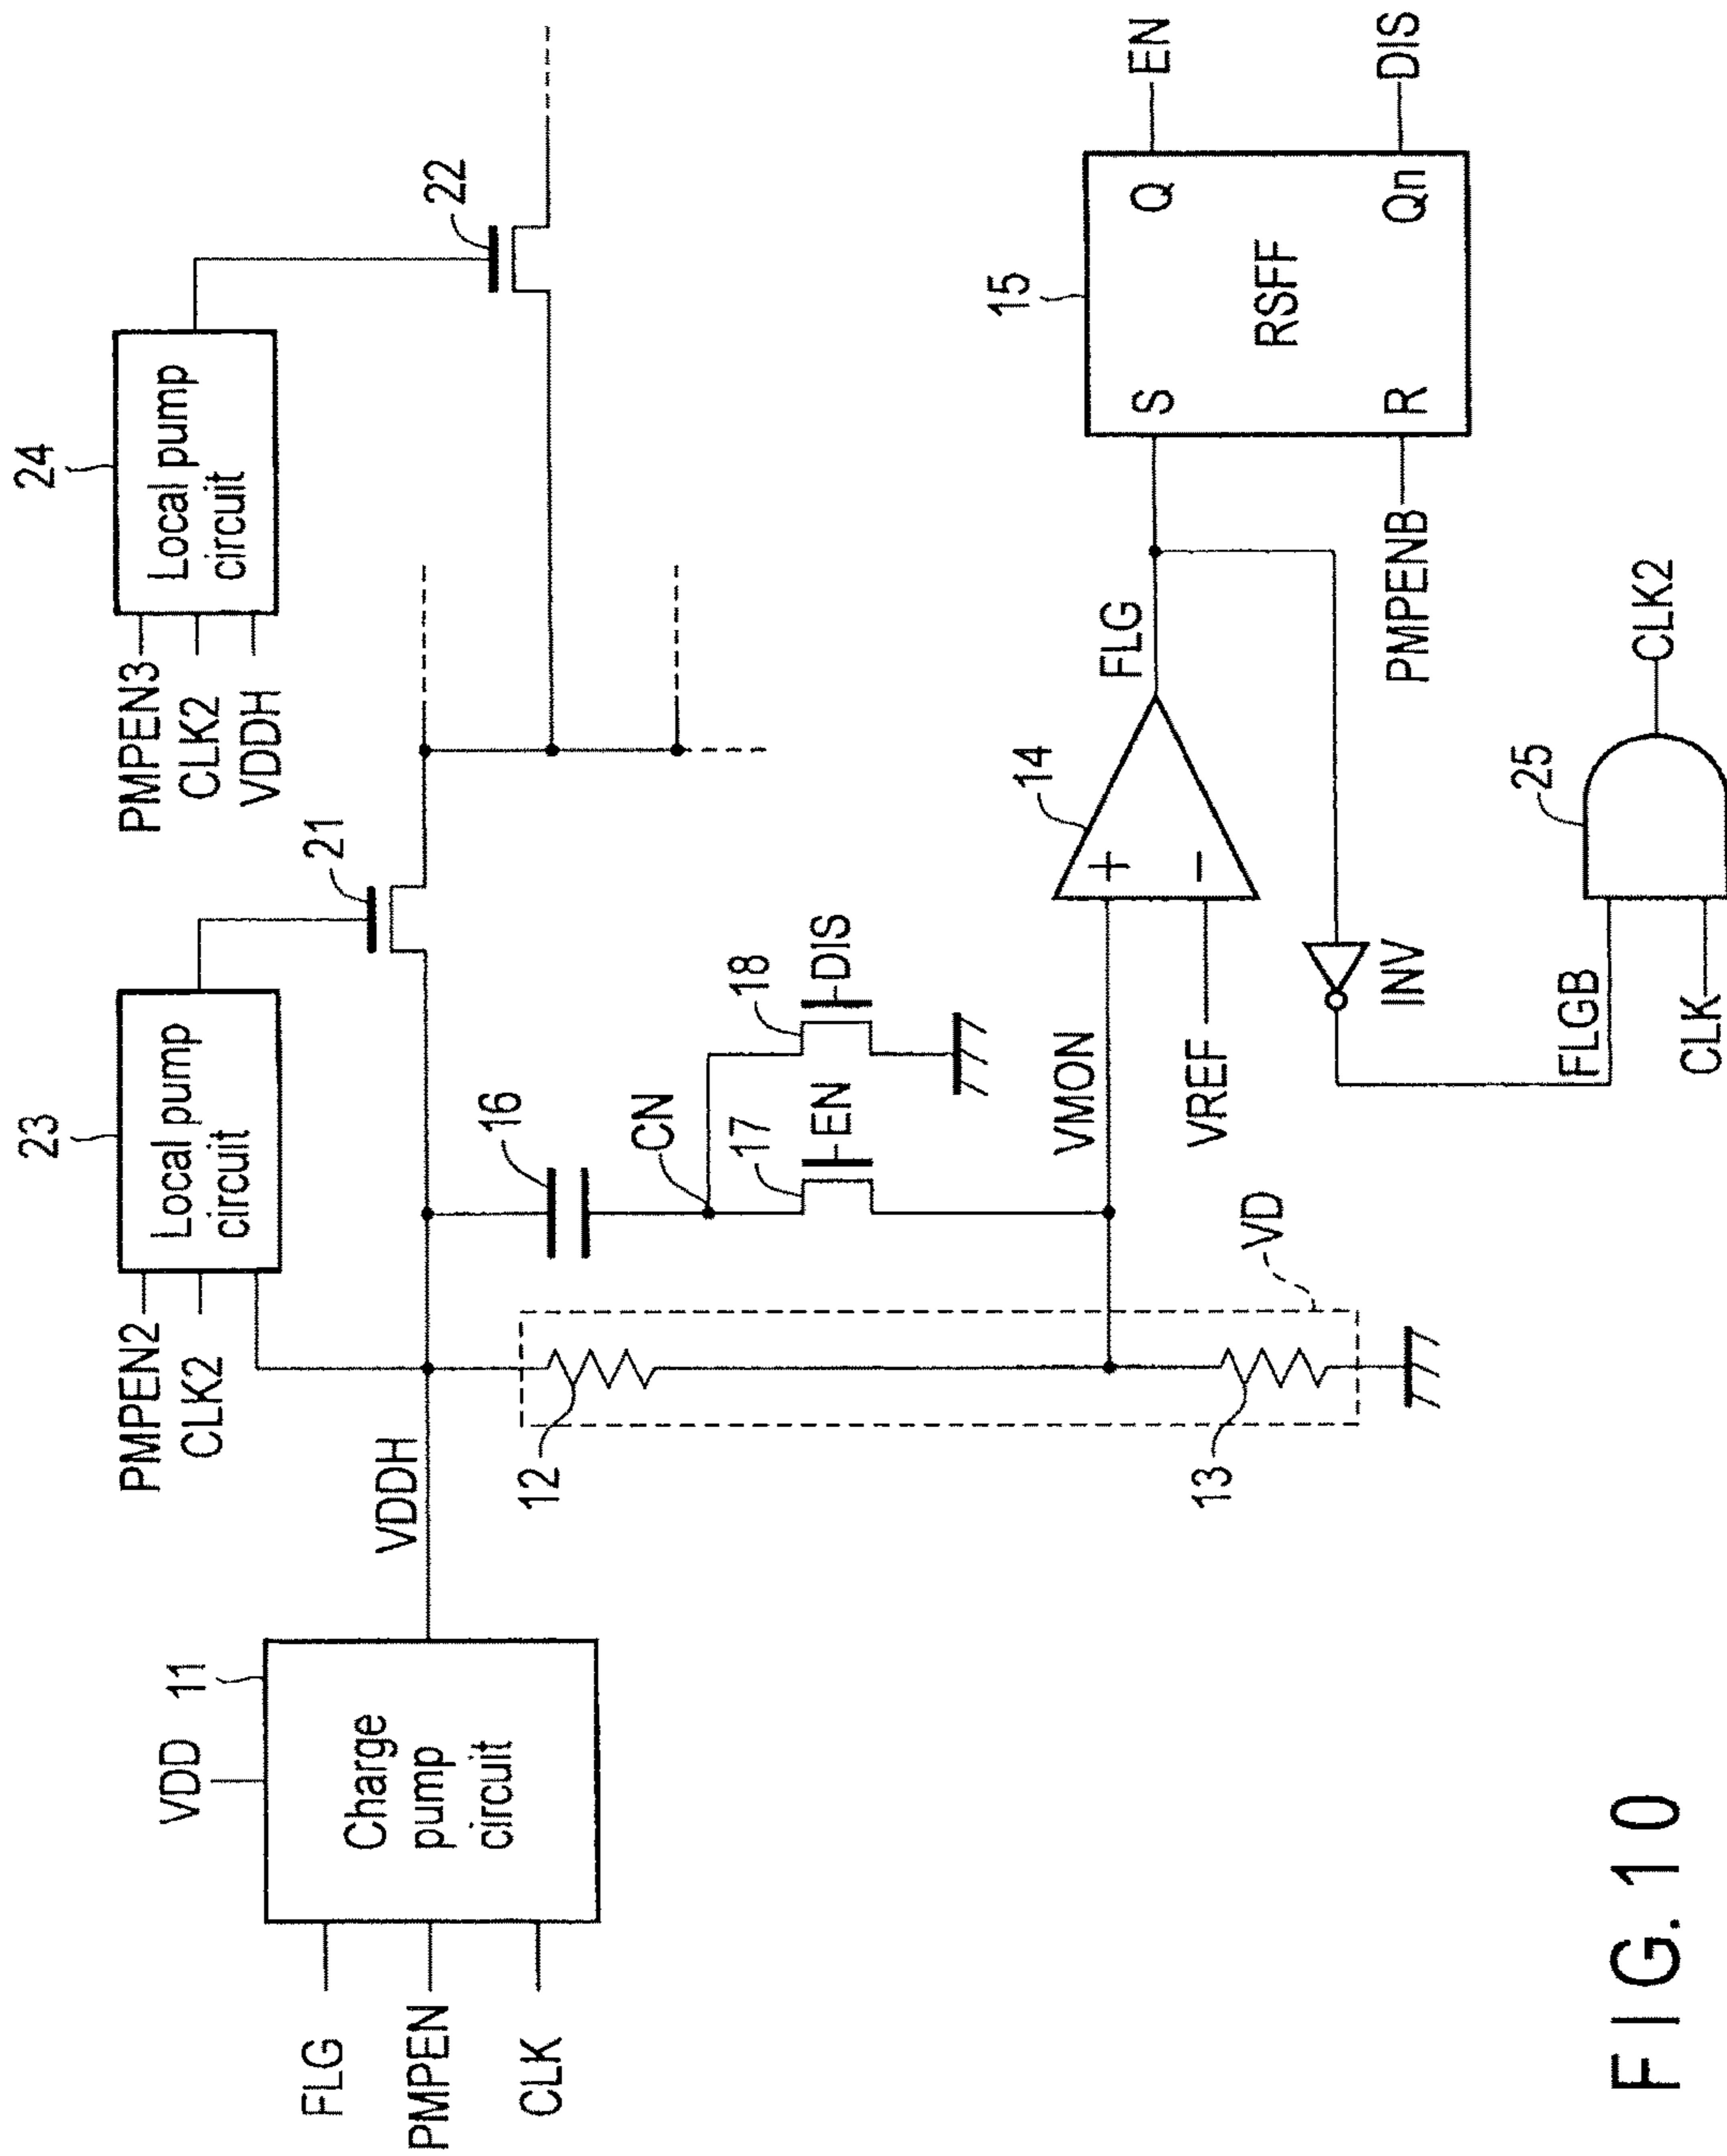 VDD
11
FLG
PMPEN
CLK
Charge
pump
circuit
VDDH
PMPEN2
CLK2
23
Local pump
circuit
21
PMPEN3
CLK2
VDDH
24
Local pump
circuit
22
12
13
VD
16
CN
17
EN
18
DIS
VMON
VREF
14
+
−
FLG
15
S
R
RSFF
Q
Qn
EN
DIS
PMPENB
INV
FLGB
CLK
25
CLK2
FIG. 10